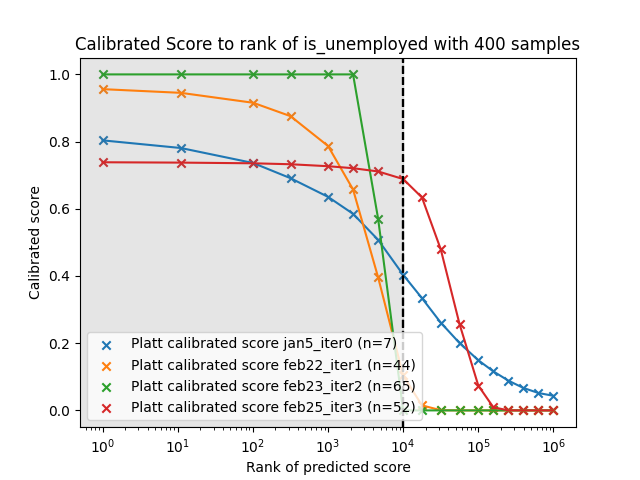 Calibrated Score to rank of is_unemployed with 400 samples
Calibrated score
1.0
0.8
0.6
0.4
0.2
0.0
Platt calibrated score jan5_iter0 (n=7)
Platt calibrated score feb22_iter1 (n=44)
Platt calibrated score feb23_iter2 (n=65)
Platt calibrated score feb25_iter3 (n=52)
10⁰ 10¹ 10² 10³ 10⁴ 10⁵ 10⁶
Rank of predicted score